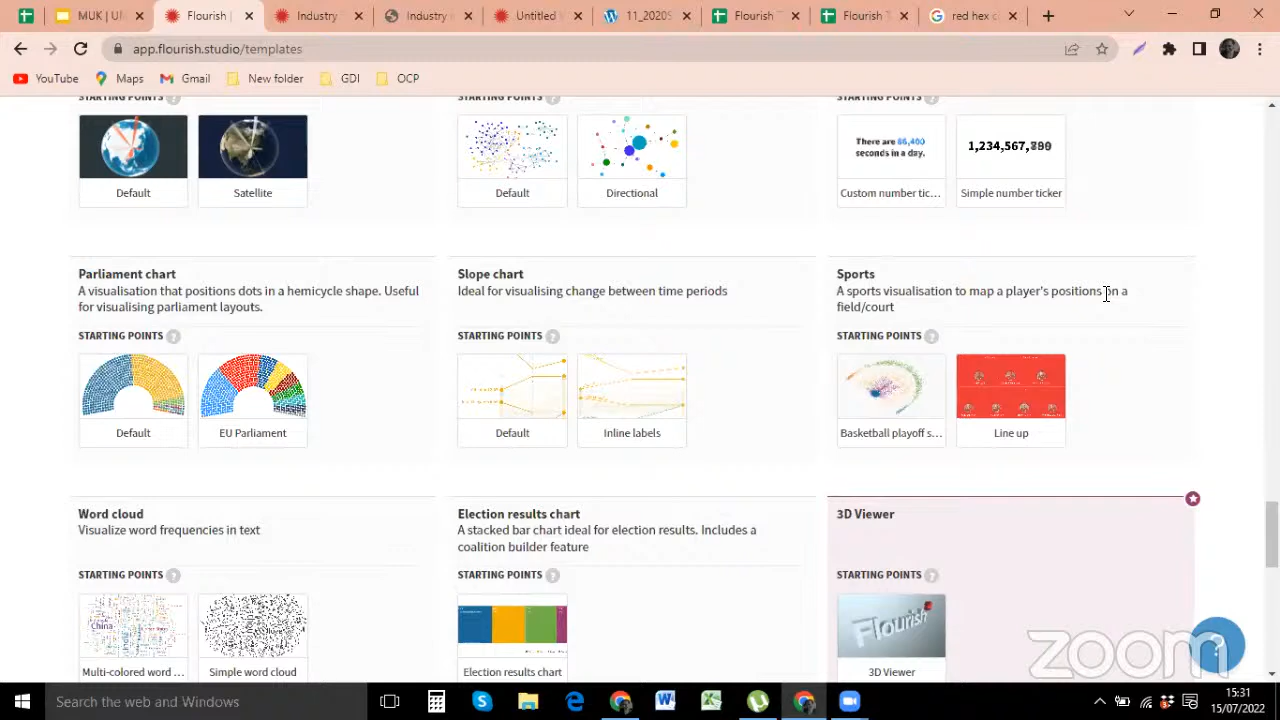 MUK | UK
Flourish
Industry
Industry
Untitled
11_2020S
Flourish
Flourish T
red hex c
app.flourish.studio/templates
YouTube
Maps
Gmail
New folder
GDI
OCP
STARTING POINTS ?
STARTING POINTS ?
STARTING POINTS ?
There are 86,400
seconds in a day.
Default
Satellite
Default
Directional
Custom number tic...
Simple number ticker
Parliament chart
A visualisation that positions dots in a hemicycle shape. Useful
for visualising parliament layouts.
STARTING POINTS ?
Default
EU Parliament
Slope chart
Ideal for visualising change between time periods
STARTING POINTS ?
Default
Inline labels
Sports
A sports visualisation to map a player's positions on a
field/court
STARTING POINTS ?
Basketball playoff s...
Line up
Word cloud
Visualize word frequencies in text
STARTING POINTS ?
China
Multi-colored word ...
Simple word cloud
Election results chart
A stacked bar chart ideal for election results. Includes a
coalition builder feature
STARTING POINTS ?
Election results chart
3D Viewer
STARTING POINTS ?
Flourish
3D Viewer
?
zoom
Search the web and Windows
15:31
15/07/2022